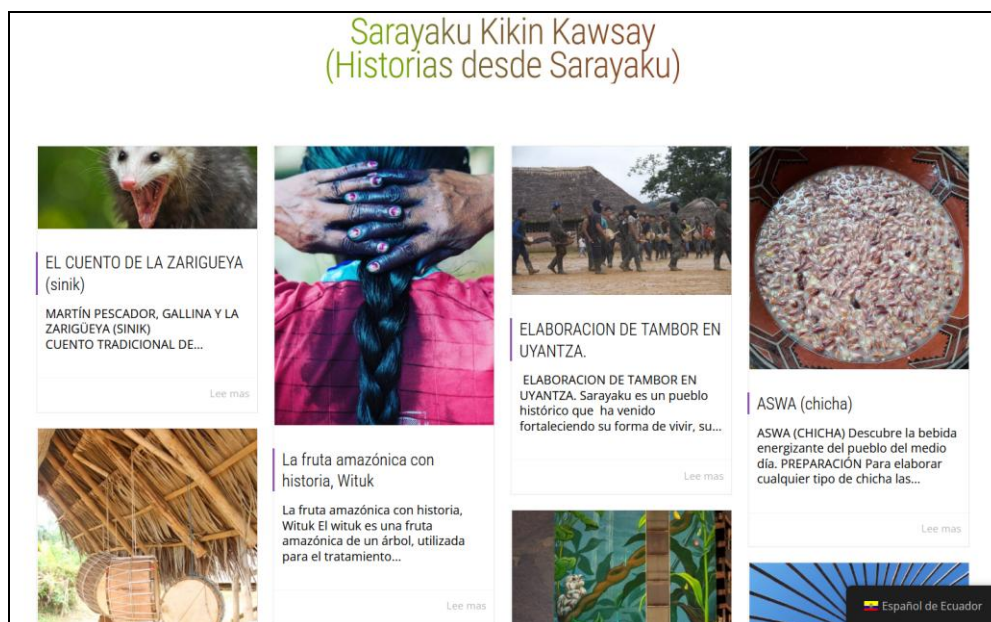 Sarayaku Kikin Kawsay
(Historias desde Sarayaku)
EL CUENTO DE LA ZARIGUEYA
(sinik)
MARTÍN PESCADOR, GALLINA Y LA
ZARIGÜEYA (SINIK)
CUENTO TRADICIONAL DE...
Lee mas
La fruta amazónica con
historia, Wituk
La fruta amazónica con historia,
Wituk El wituk es una fruta
amazónica de un árbol, utilizada
para el tratamiento...
Lee mas
ELABORACION DE TAMBOR EN
UYANTZA.
ELABORACION DE TAMBOR EN
UYANTZA. Sarayaku es un pueblo
histórico que ha venido
fortaleciendo su forma de vivir, su...
Lee mas
ASWA (chicha)
ASWA (CHICHA) Descubre la bebida
energizante del pueblo del medio
día. PREPARACIÓN Para elaborar
cualquier tipo de chicha las...
Lee mas
Español de Ecuador